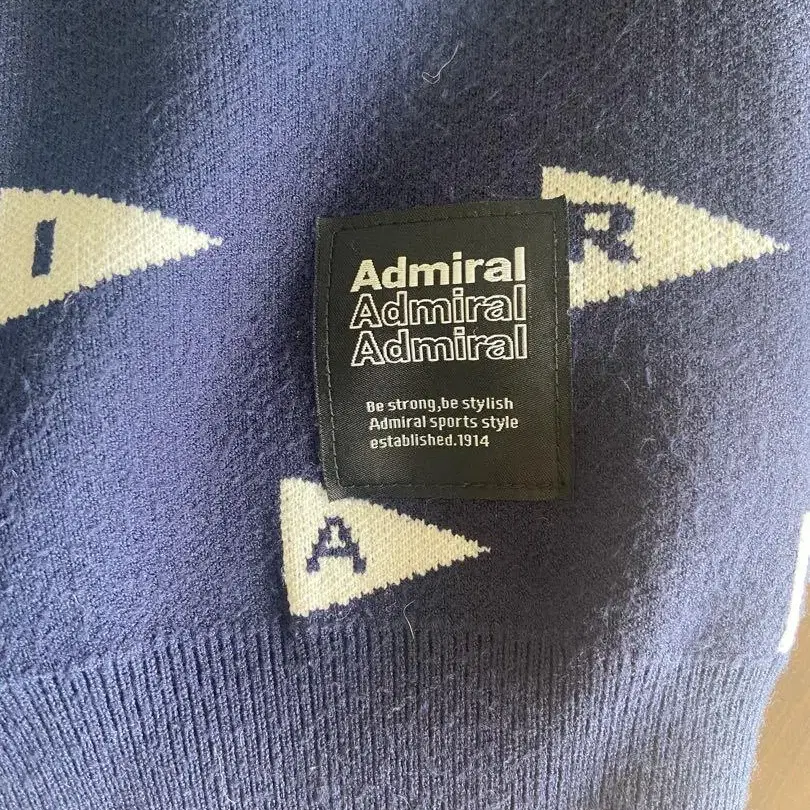 I
R
Admiral
Admiral
Admiral
Be strong,be stylish
Admiral sports style
established.1914
A